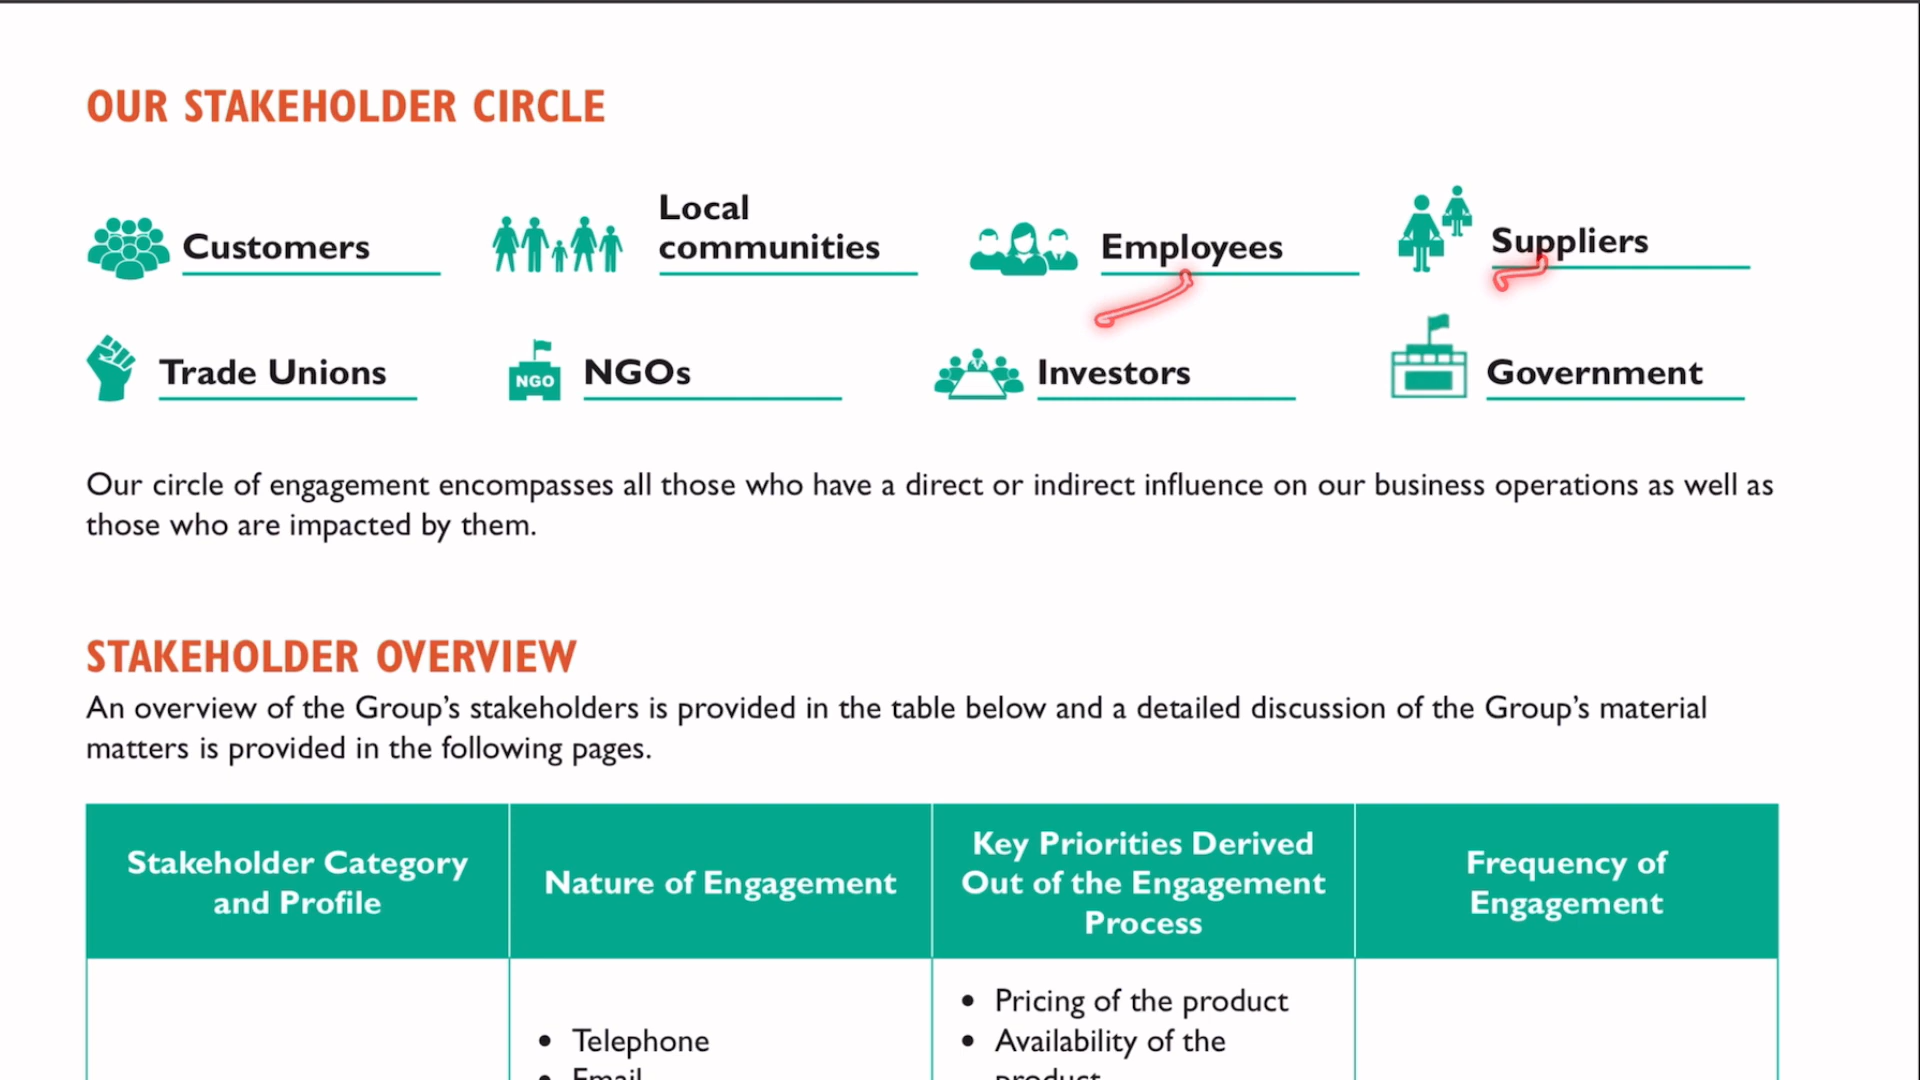 OUR STAKEHOLDER CIRCLE
Customers
Local
communities
Employees
Suppliers
Trade Unions
NGO
NGOs
Investors
Government
Our circle of engagement encompasses all those who have a direct or indirect influence on our business operations as well as
those who are impacted by them.
STAKEHOLDER OVERVIEW
An overview of the Group's stakeholders is provided in the table below and a detailed discussion of the Group's material
matters is provided in the following pages.
Stakeholder Category
and Profile
Nature of Engagement
Key Priorities Derived
Out of the Engagement
Process
Frequency of
Engagement
• Telephone
• Email
• Pricing of the product
• Availability of the
product